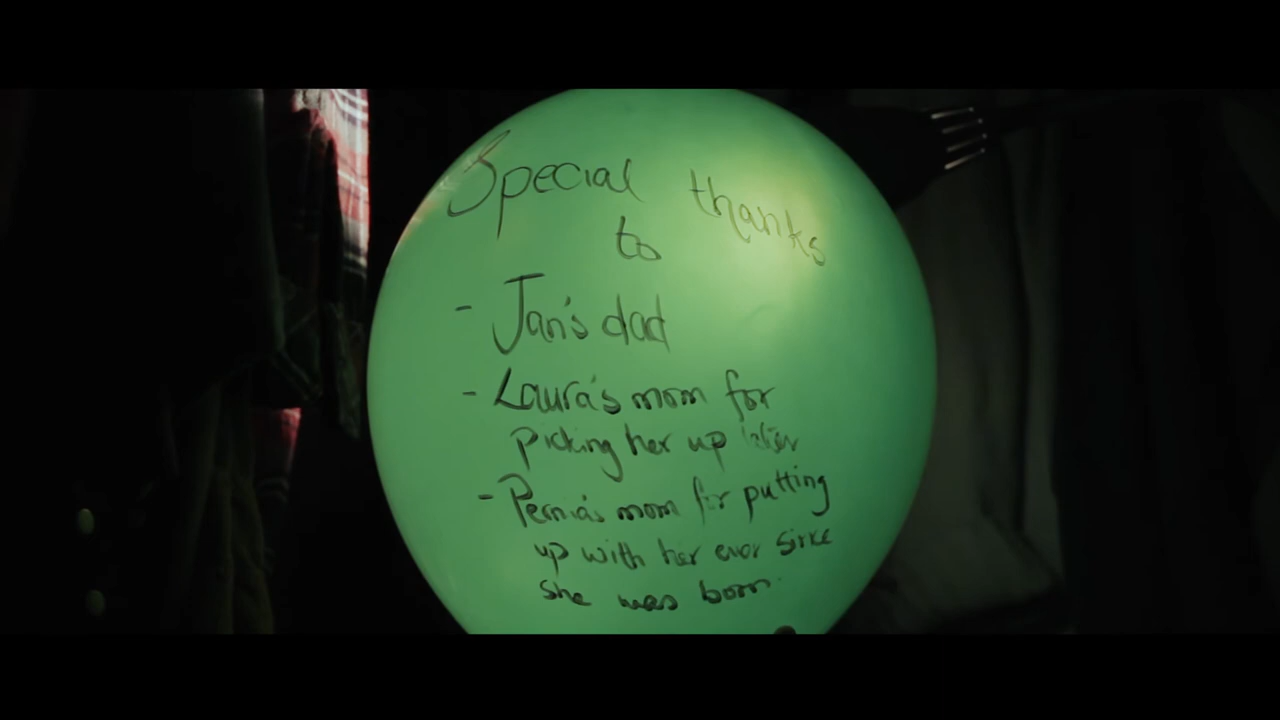 Special thanks
to
- Jan's dad
- Laura's mom for
picking her up later
- Pernia's mom for putting
up with her ever since
she was born.